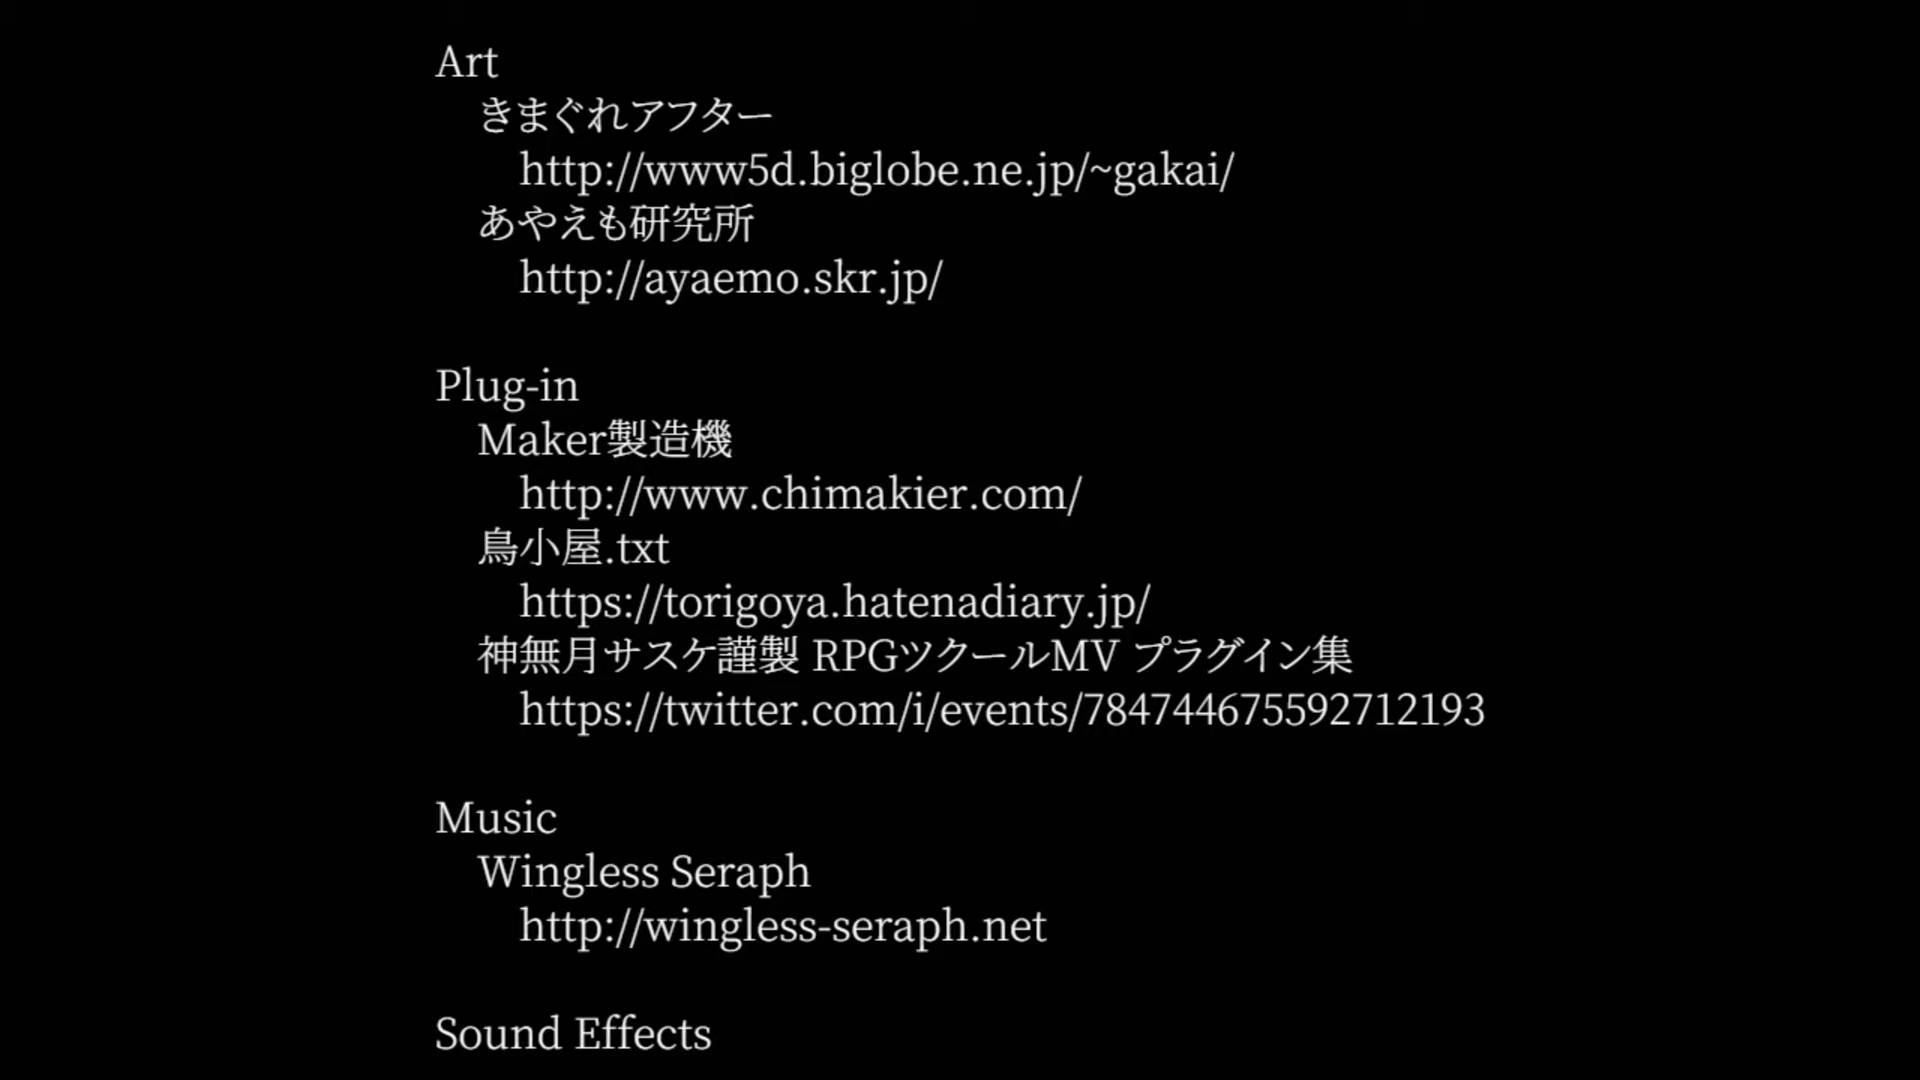 Art
きまぐれアフター
http://www5d.biglobe.ne.jp/~gakai/
あやえも研究所
http://ayaemo.skr.jp/
Plug-in
Maker製造機
http://www.chimakier.com/
鳥小屋.txt
https://torigoya.hatenadiary.jp/
神無月サスケ謹製 RPGツクールMV プラグイン集
https://twitter.com/i/events/784744675592712193
Music
Wingless Seraph
http://wingless-seraph.net
Sound Effects